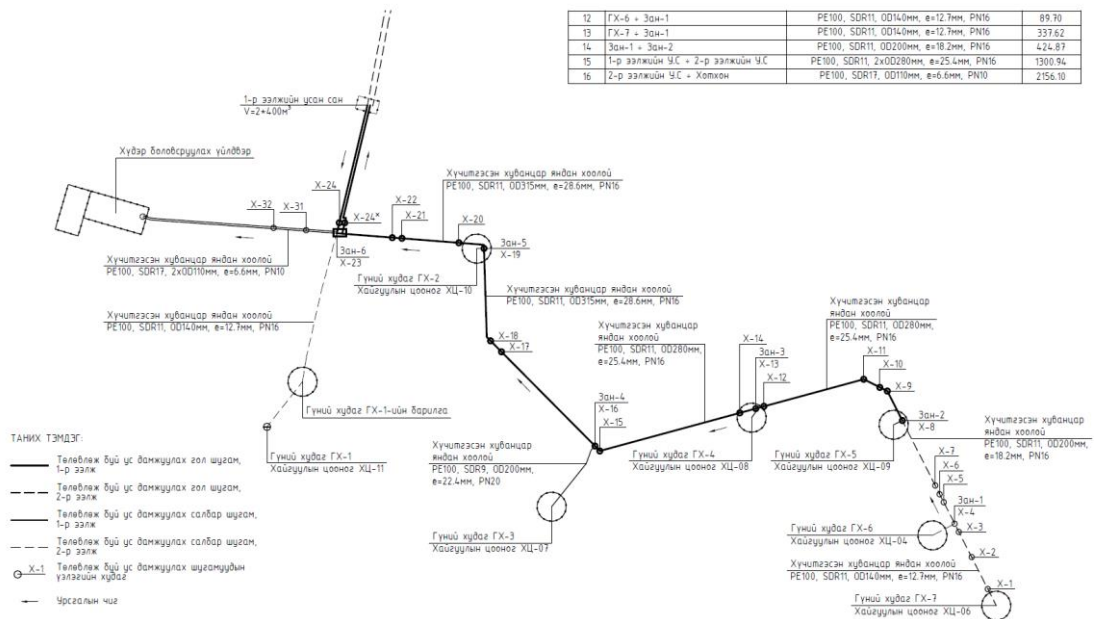 12 ГХ-6 ÷ Зан-1 PE100, SDR11, OD140мм, e=12.7мм, PN16 89.70
13 ГХ-7 ÷ Зан-1 PE100, SDR11, OD140мм, e=12.7мм, PN16 337.62
14 Зан-1 ÷ Зан-2 PE100, SDR11, OD200мм, e=18.2мм, PN16 424.87
15 1-р ээлжийн У.С ÷ 2-р ээлжийн У.С PE100, SDR11, 2xOD280мм, e=25.4мм, PN16 1300.94
16 2-р ээлжийн У.С ÷ Хотхон PE100, SDR17, OD110мм, e=6.6мм, PN10 2156.10
1-р ээлжийн усан сан
V=2*400м³
Хүдэр боловсруулах үйлдвэр
Хүчитгэсэн хуванцар яндан хоолой
PE100, SDR11, OD315мм, e=28.6мм, PN16
X-24
X-22
X-32
X-31
X-24*
X-21
X-20
Зан-6
X-23
Зан-5
X-19
Хүчитгэсэн хуванцар яндан хоолой
PE100, SDR17, 2xOD110мм, e=6.6мм, PN10
Гүний худаг ГХ-2
Хайгуулын цооног ХЦ-10
Хүчитгэсэн хуванцар яндан хоолой
PE100, SDR11, OD315мм, e=28.6мм, PN16
Хүчитгэсэн хуванцар яндан хоолой
PE100, SDR11, OD140мм, e=12.7мм, PN16
Хүчитгэсэн хуванцар
яндан хоолой
PE100, SDR11, OD280мм,
e=25.4мм, PN16
Хүчитгэсэн хуванцар
яндан хоолой
PE100, SDR11, OD280мм,
e=25.4мм, PN16
X-18
X-17
X-14
Зан-3
X-13
X-12
X-11
X-10
X-9
Гүний худаг ГХ-1-ийн барилга
Зан-4
X-16
X-15
Зан-2
X-8
Гүний худаг ГХ-1
Хайгуулын цооног ХЦ-11
Хүчитгэсэн хуванцар
яндан хоолой
PE100, SDR9, OD200мм,
e=22.4мм, PN20
Гүний худаг ГХ-4
Хайгуулын цооног ХЦ-08
Гүний худаг ГХ-5
Хайгуулын цооног ХЦ-09
Хүчитгэсэн хуванцар
яндан хоолой
PE100, SDR11, OD200мм,
e=18.2мм, PN16
X-7
X-6
X-5
Зан-1
X-4
X-3
X-2
X-1
Гүний худаг ГХ-3
Хайгуулын цооног ХЦ-07
Гүний худаг ГХ-6
Хайгуулын цооног ХЦ-04
Хүчитгэсэн хуванцар яндан хоолой
PE100, SDR11, OD140мм, e=12.7мм, PN16
Гүний худаг ГХ-7
Хайгуулын цооног ХЦ-06
ТАНИХ ТЭМДЭГ:
Төлөвлөж буй ус дамжуулах гол шугам,
1-р ээлж
Төлөвлөж буй ус дамжуулах гол шугам,
2-р ээлж
Төлөвлөж буй ус дамжуулах салбар шугам,
1-р ээлж
Төлөвлөж буй ус дамжуулах салбар шугам,
2-р ээлж
X-1 Төлөвлөж буй ус дамжуулах шугамуудын
үзлэгийн худаг
Урсгалын чиг